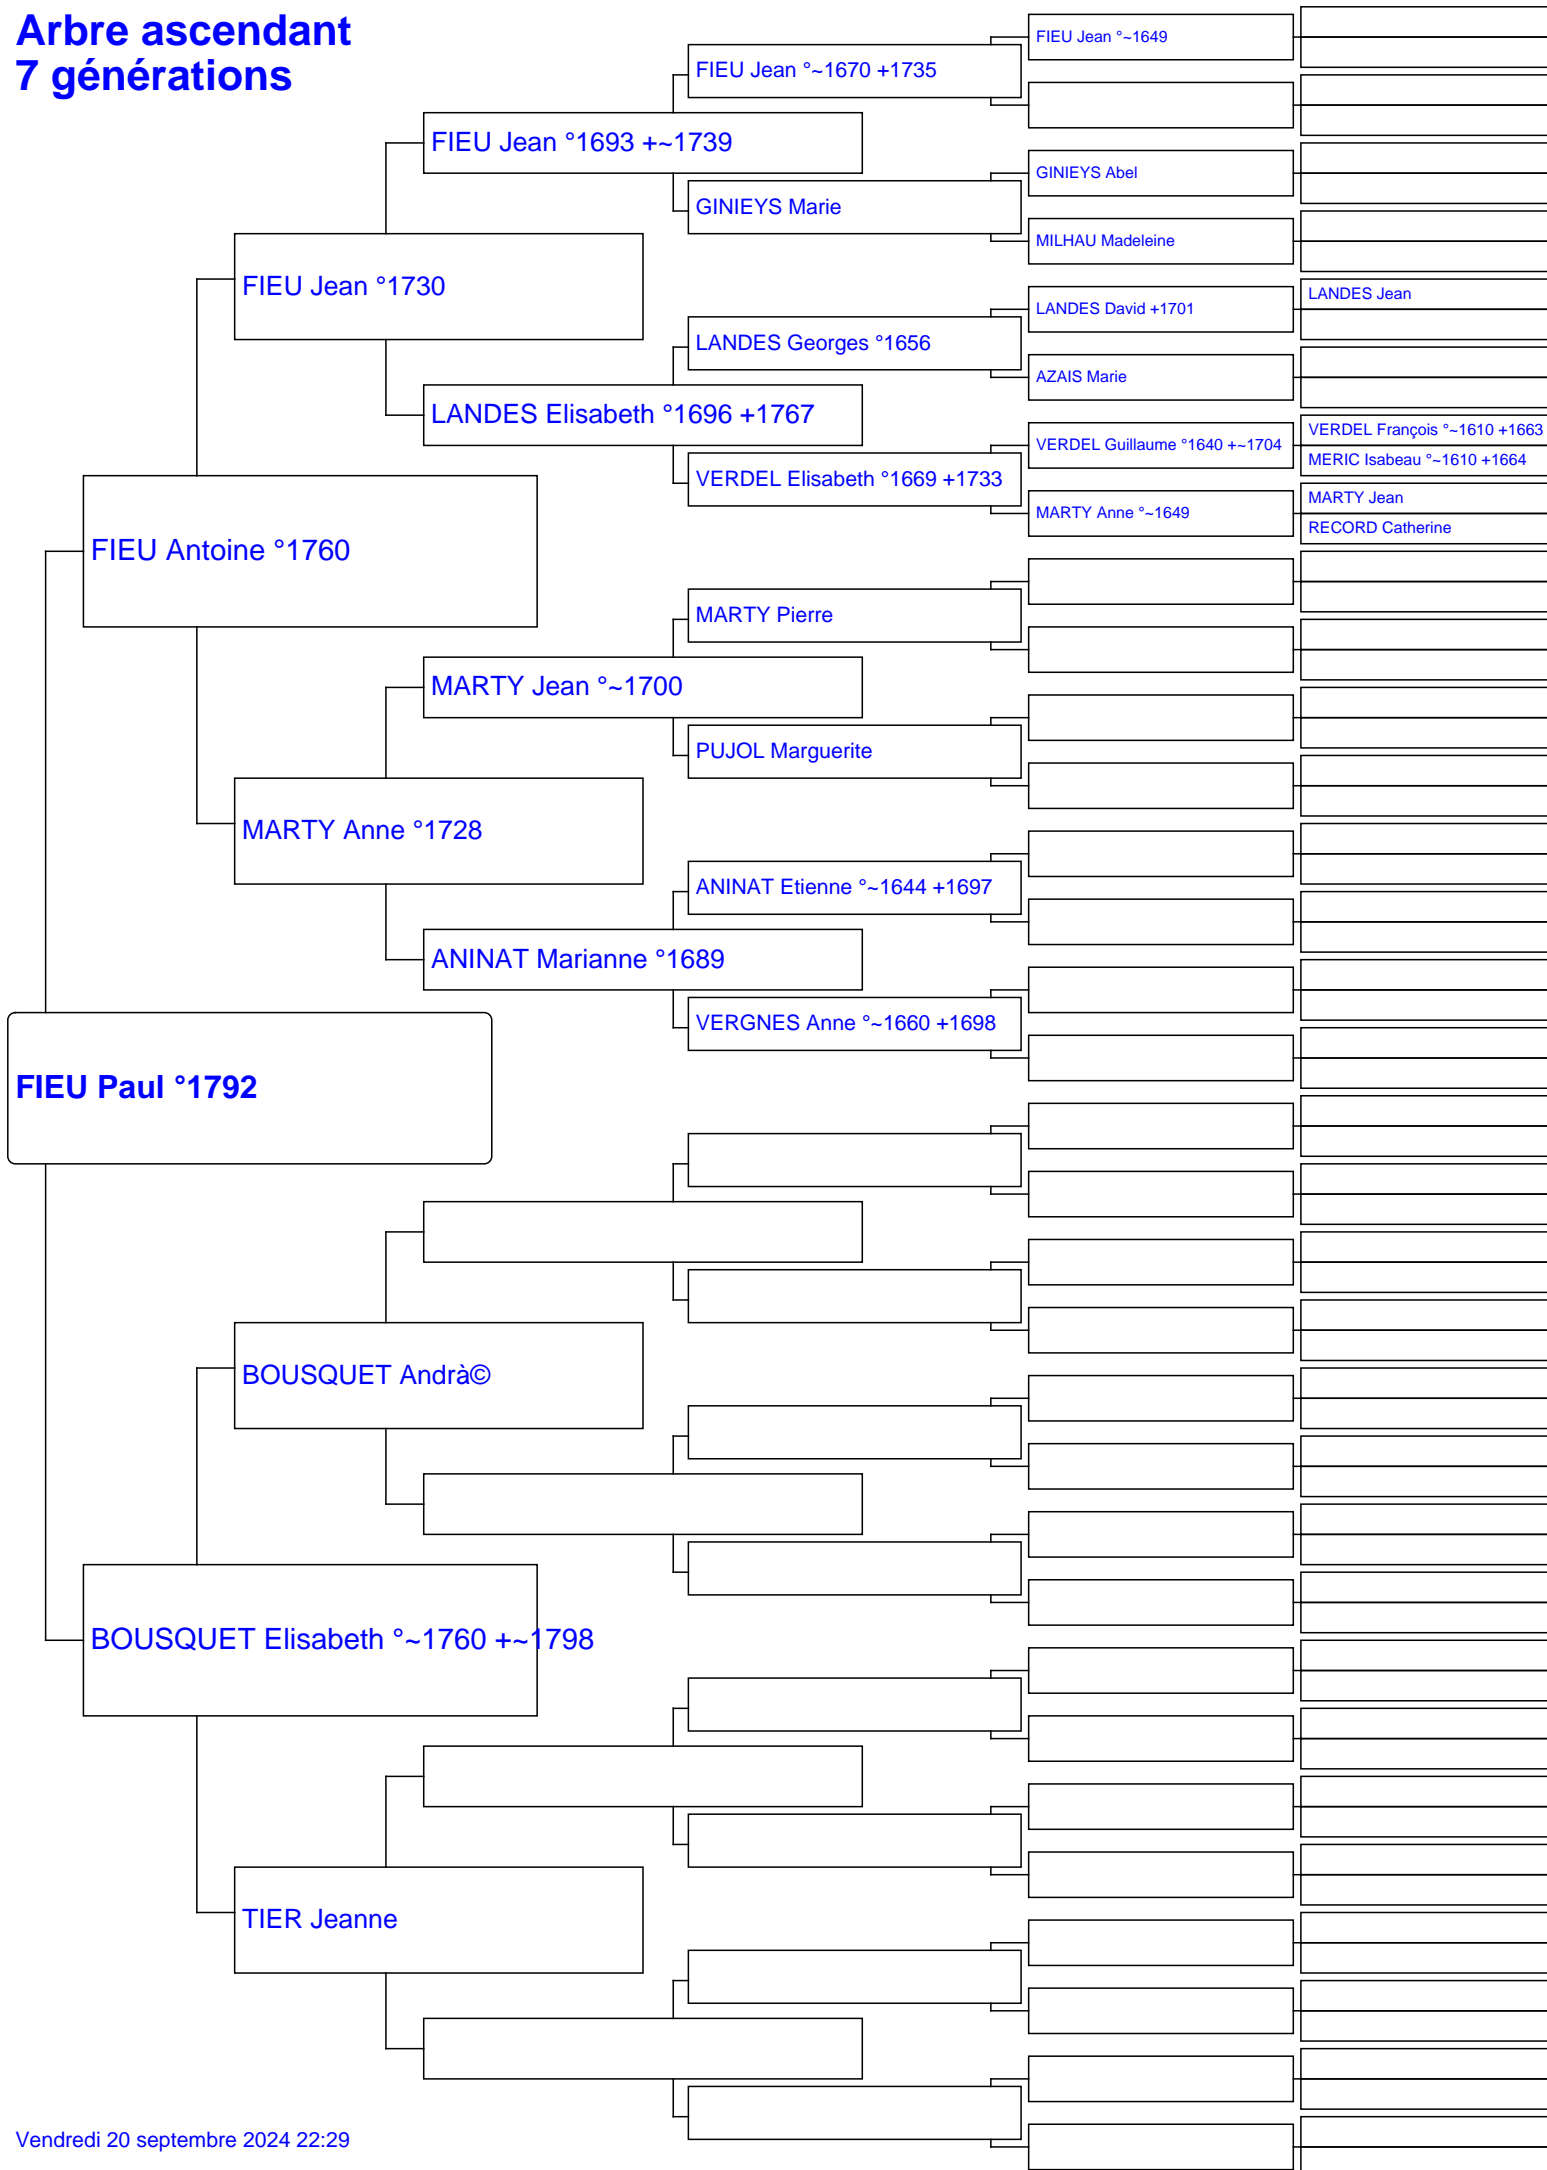 Arbre ascendant
7 générations
FIEU Jean °~1649
FIEU Jean °~1670 +1735
FIEU Jean °1693 +~1739
GINIEYS Abel
GINIEYS Marie
MILHAU Madeleine
FIEU Jean °1730
LANDES Jean
LANDES David +1701
LANDES Georges °1656
AZAIS Marie
LANDES Elisabeth °1696 +1767
VERDEL François °~1610 +1663
VERDEL Guillaume °1640 +~1704
MERIC Isabeau °~1610 +1664
VERDEL Elisabeth °1669 +1733
MARTY Jean
MARTY Anne °~1649
RECORD Catherine
FIEU Antoine °1760
MARTY Pierre
MARTY Jean °~1700
PUJOL Marguerite
MARTY Anne °1728
ANINAT Etienne °~1644 +1697
ANINAT Marianne °1689
VERGNES Anne °~1660 +1698
FIEU Paul °1792
BOUSQUET Andrà©
BOUSQUET Elisabeth °~1760 +~1798
TIER Jeanne
Vendredi 20 septembre 2024 22:29